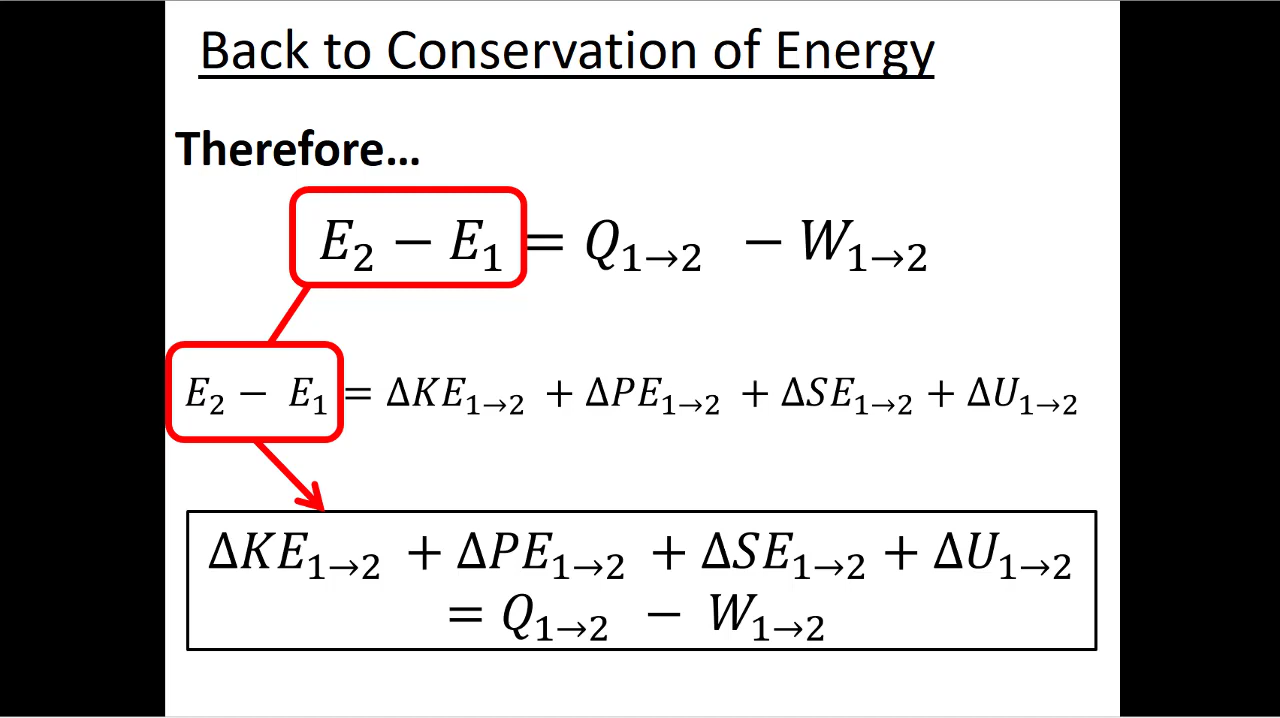 Back to Conservation of Energy
Therefore...
E₂ − E₁ = Q₁→₂ − W₁→₂
E₂ − E₁ = ΔKE₁→₂ + ΔPE₁→₂ + ΔSE₁→₂ + ΔU₁→₂
ΔKE₁→₂ + ΔPE₁→₂ + ΔSE₁→₂ + ΔU₁→₂
= Q₁→₂ − W₁→₂